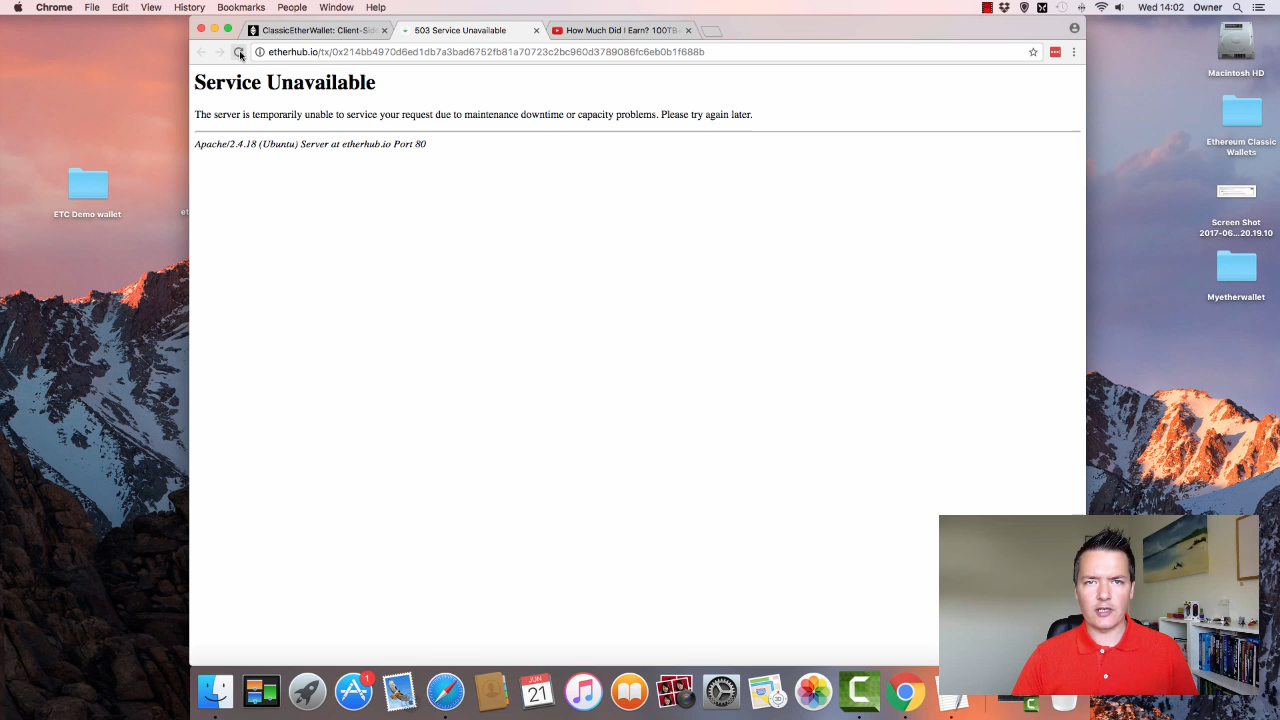 Chrome File Edit View History Bookmarks People Window Help Wed 14:02 Owner
ClassicEtherWallet: Client-Sid
503 Service Unavailable
How Much Did I Earn? 100TB-
etherhub.io/tx/0x214bb4970d6ed1db7a3bad6752fb81a70723c2bc960d3789086fc6eb0b1f688b
Service Unavailable
The server is temporarily unable to service your request due to maintenance downtime or capacity problems. Please try again later.
Apache/2.4.18 (Ubuntu) Server at etherhub.io Port 80
Macintosh HD
Ethereum Classic
Wallets
ETC Demo wallet
et
Screen Shot
2017-06...20.19.10
Myetherwallet
1
JUN
21